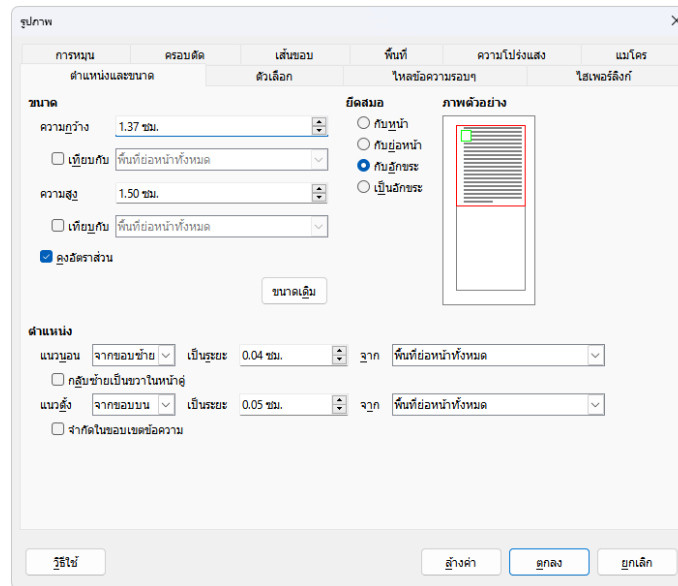 รูปภาพ
การหมุน ครอบตัด เส้นขอบ พื้นที่ ความโปร่งแสง แมโคร
ตำแหน่งและขนาด ตัวเลือก ไหลข้อความรอบๆ ไฮเพอร์ลิงก์
ขนาด ยึดสมอ ภาพตัวอย่าง
ความกว้าง 1.37 ซม. กับหน้า
เทียบกับ พื้นที่ย่อหน้าทั้งหมด กับย่อหน้า
กับอักขระ
ความสูง 1.50 ซม. เป็นอักขระ
เทียบกับ พื้นที่ย่อหน้าทั้งหมด
คงอัตราส่วน
ขนาดเดิม
ตำแหน่ง
แนวนอน จากขอบซ้าย เป็นระยะ 0.04 ซม. จาก พื้นที่ย่อหน้าทั้งหมด
กลับซ้ายเป็นขวาในหน้าคู่
แนวตั้ง จากขอบบน เป็นระยะ 0.05 ซม. จาก พื้นที่ย่อหน้าทั้งหมด
จำกัดในขอบเขตข้อความ
วิธีใช้ ล้างค่า ตกลง ยกเลิก